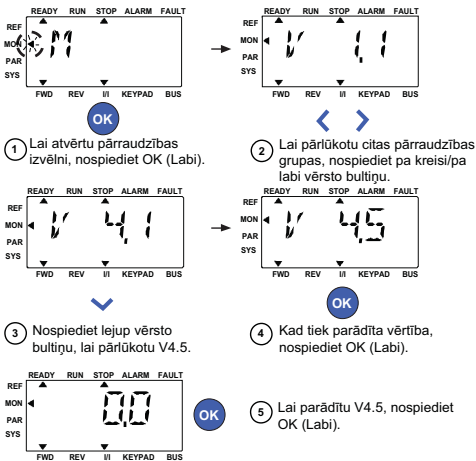 READY RUN STOP ALARM FAULT
REF
MON
PAR
SYS
M
FWD REV I/I KEYPAD BUS
READY RUN STOP ALARM FAULT
REF
MON
PAR
SYS
V 1.1
FWD REV I/I KEYPAD BUS
OK
1 Lai atvērtu pārraudzības
izvēlni, nospiediet OK (Labi).
2 Lai pārlūkotu citas pārraudzības
grupas, nospiediet pa kreisi/pa
labi vērsto bultiņu.
READY RUN STOP ALARM FAULT
REF
MON
PAR
SYS
V 4.1
FWD REV I/I KEYPAD BUS
READY RUN STOP ALARM FAULT
REF
MON
PAR
SYS
V 4.5
FWD REV I/I KEYPAD BUS
3 Nospiediet lejup vērsto
bultiņu, lai pārlūkotu V4.5.
OK
4 Kad tiek parādīta vērtība,
nospiediet OK (Labi).
READY RUN STOP ALARM FAULT
REF
MON
PAR
SYS
0.0
FWD REV I/I KEYPAD BUS
OK
5 Lai parādītu V4.5, nospiediet
OK (Labi).